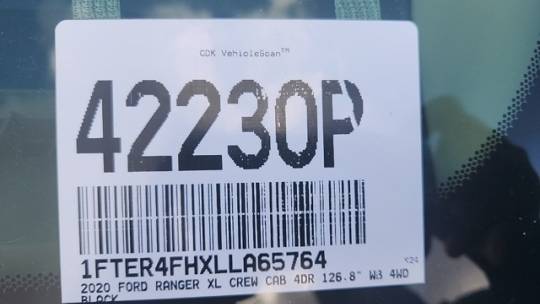 CDK VehicleScan™
42230P
1FTER4FHXLLA65764
K24
2020 FORD RANGER XL CREW CAB 4DR 126.8" W3 4WD
BLACK